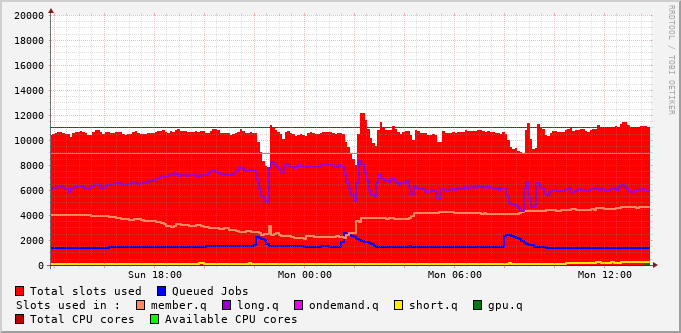 20000
18000
16000
14000
12000
10000
8000
6000
4000
2000
0
Sun 18:00 Mon 00:00 Mon 06:00 Mon 12:00
RRDTOOL / TOBI OETIKER
Total slots used Queued Jobs
Slots used in : member.q long.q ondemand.q short.q gpu.q
Total CPU cores Available CPU cores